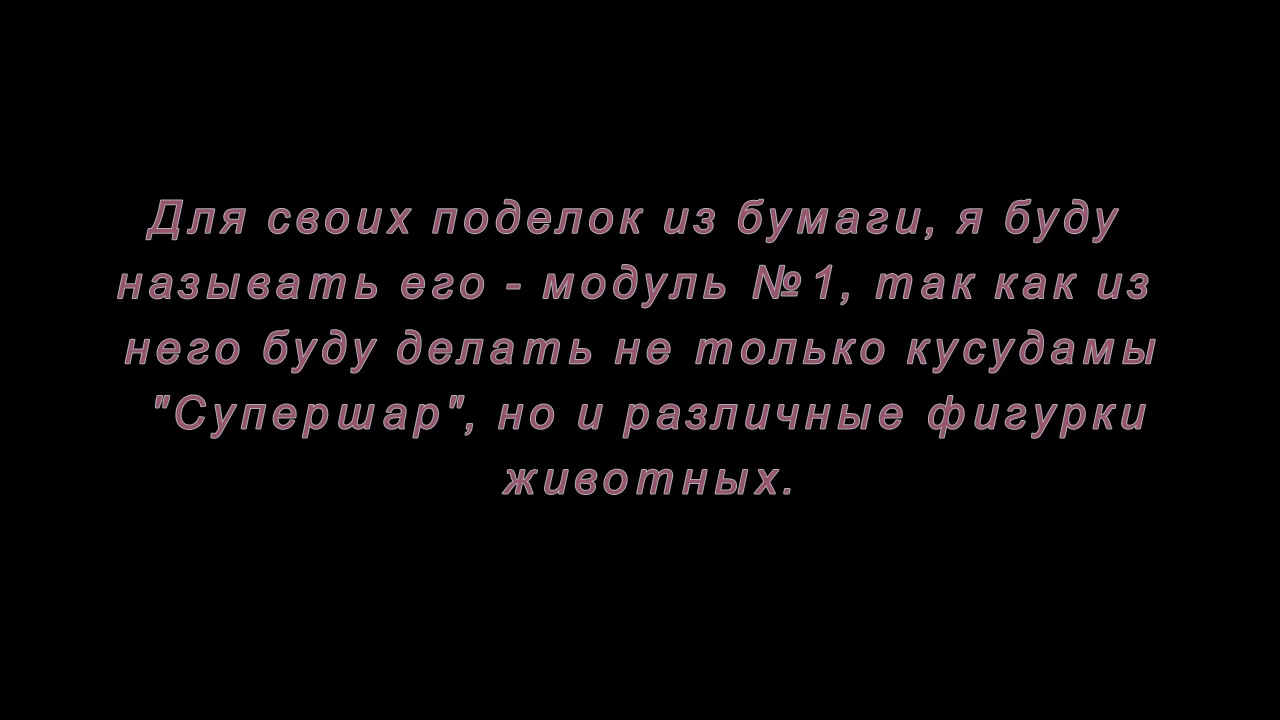 Для своих поделок из бумаги, я буду
называть его - модуль №1, так как из
него буду делать не только кусудамы
"Супершар", но и различные фигурки
животных.